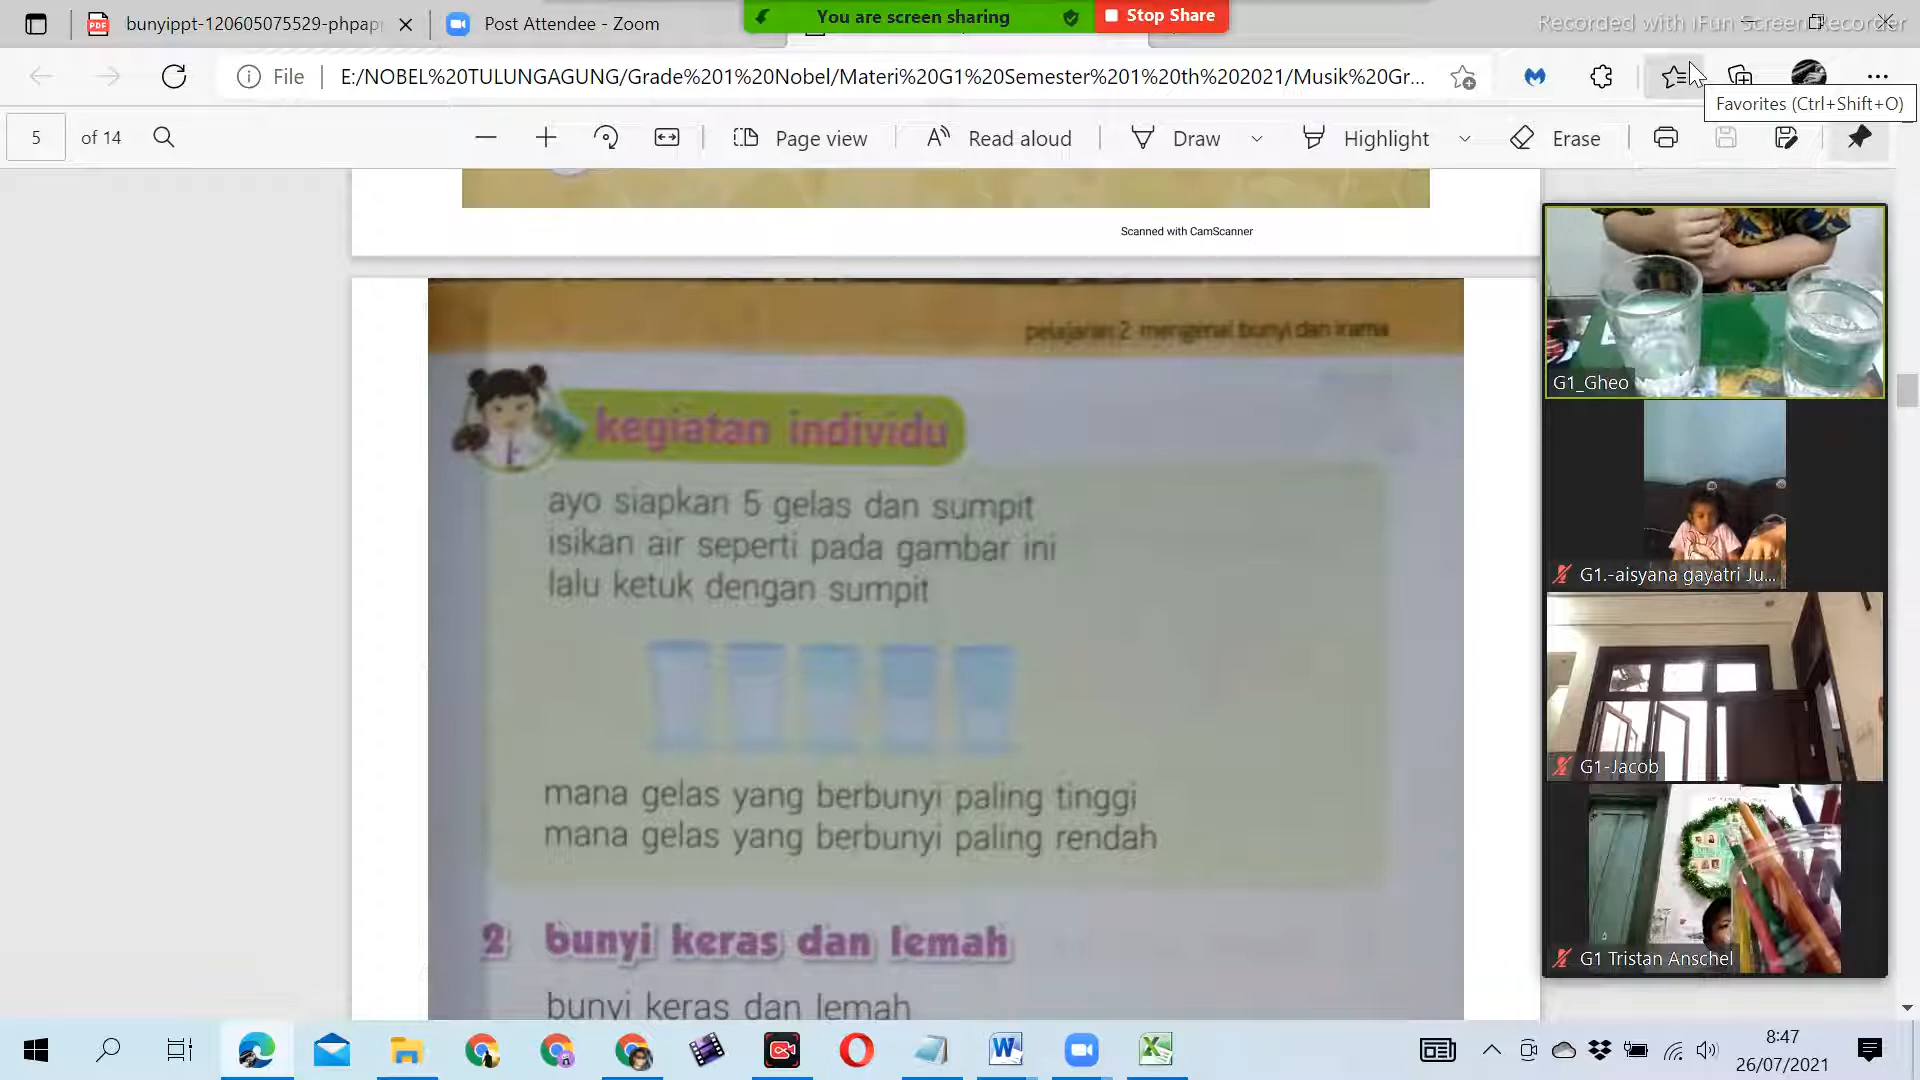 bunyippt-120605075529-phpap
Post Attendee - Zoom
You are screen sharing
Stop Share
Recorded with iFun Screen Recorder
File
E:/NOBEL%20TULUNGAGUNG/Grade%201%20Nobel/Materi%20G1%20Semester%201%20th%202021/Musik%20Gr...
Favorites (Ctrl+Shift+O)
5
of 14
Page view
Read aloud
Draw
Highlight
Erase
Scanned with CamScanner
pelajaran 2 mengenal bunyi dan irama
kegiatan individu
ayo siapkan 5 gelas dan sumpit
isikan air seperti pada gambar ini
lalu ketuk dengan sumpit
mana gelas yang berbunyi paling tinggi
mana gelas yang berbunyi paling rendah
2 bunyi keras dan lemah
bunyi keras dan lemah
G1_Gheo
G1.-aisyana gayatri Ju...
G1-Jacob
G1 Tristan Anschel
8:47
26/07/2021